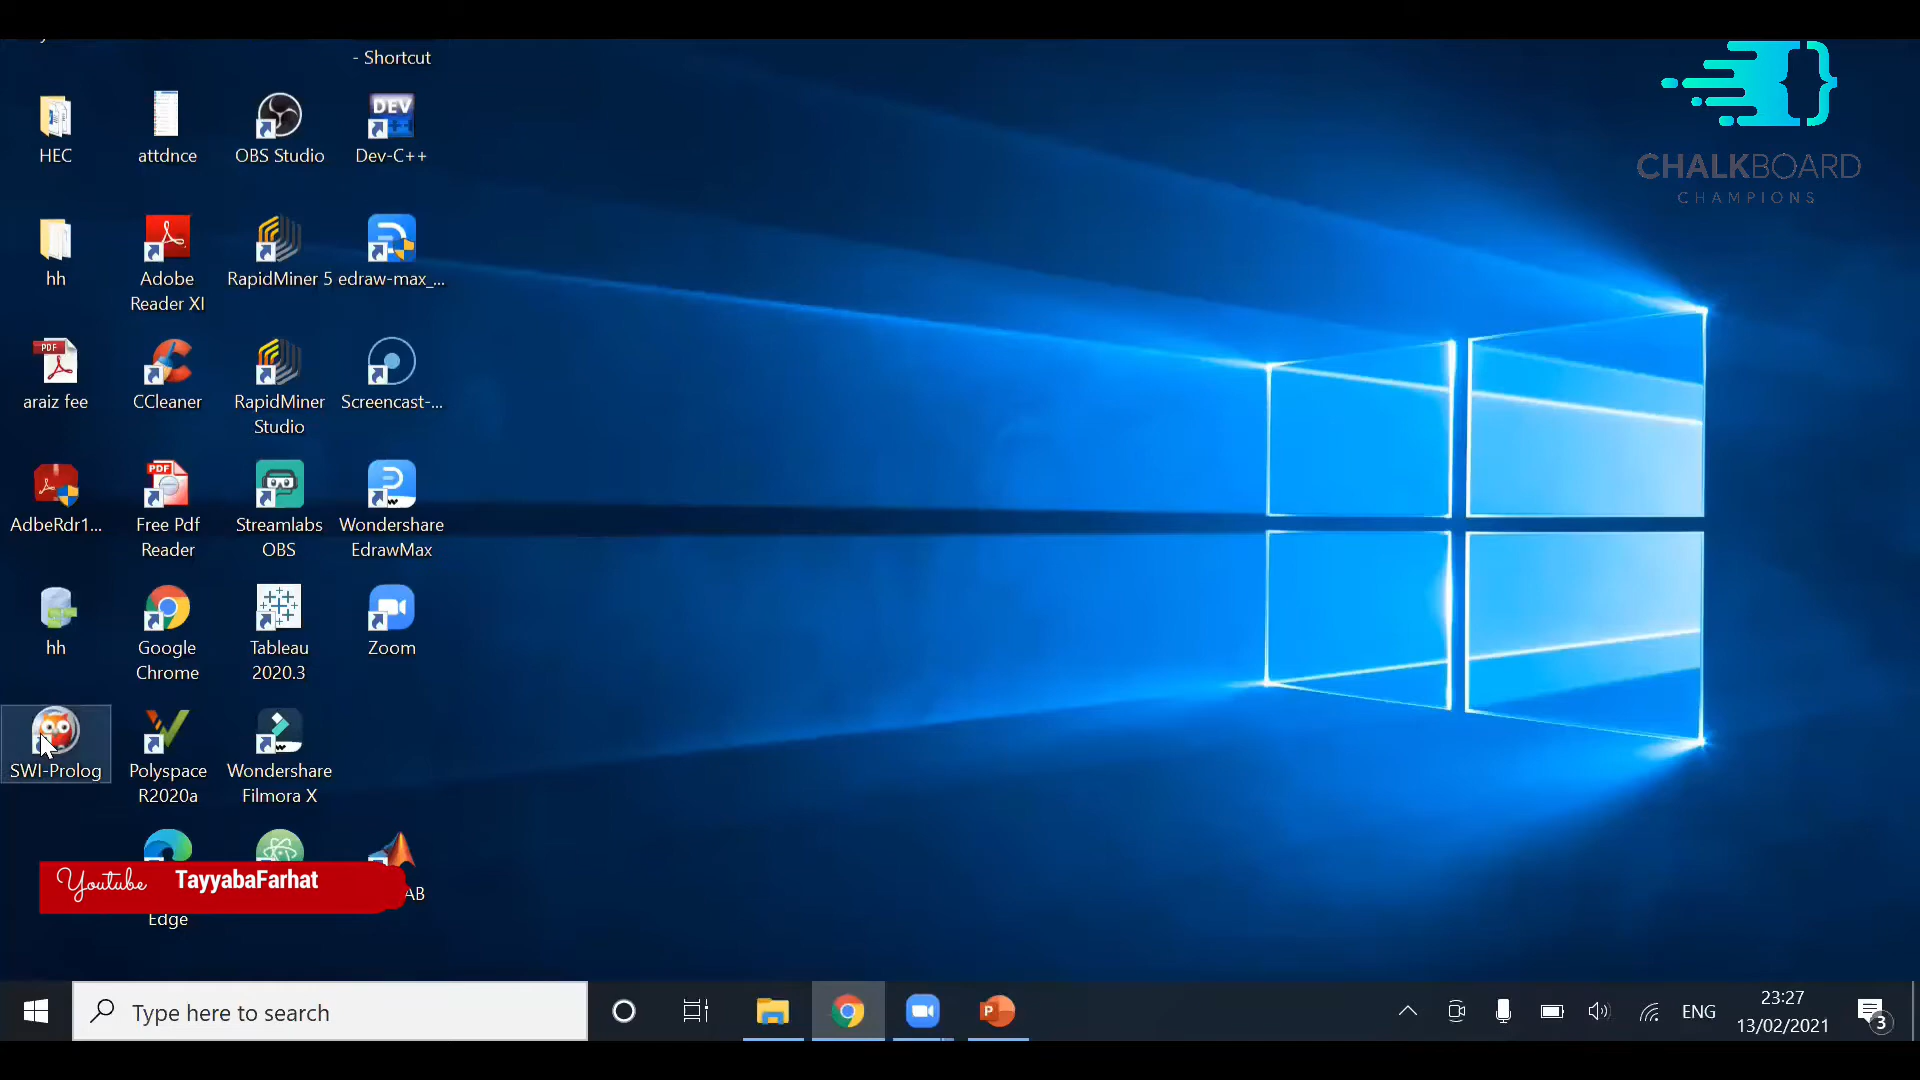 - Shortcut
HEC
attdnce
OBS Studio
Dev-C++
hh
Adobe
Reader XI
RapidMiner 5
edraw-max_...
araiz fee
CCleaner
RapidMiner
Studio
Screencast-...
AdbeRdr1...
Free Pdf
Reader
Streamlabs
OBS
Wondershare
EdrawMax
hh
Google
Chrome
Tableau
2020.3
Zoom
SWI-Prolog
Polyspace
R2020a
Wondershare
Filmora X
Edge
AB
Youtube TayyabaFarhat
CHALKBOARD
CHAMPIONS
DEV
PDF
PDF
Type here to search
ENG
23:27
13/02/2021
3